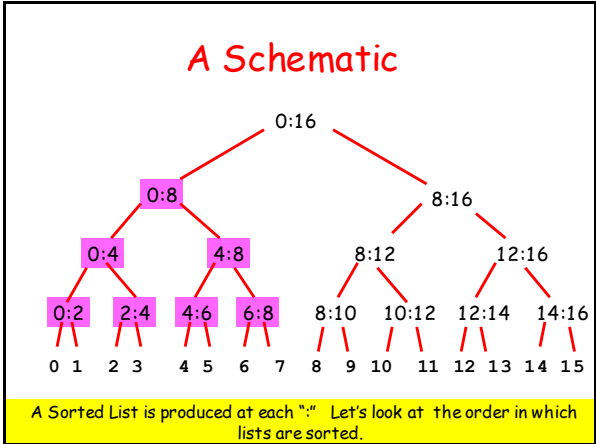 A Schematic
0:16
0:8 8:16
0:4 4:8 8:12 12:16
0:2 2:4 4:6 6:8 8:10 10:12 12:14 14:16
0 1 2 3 4 5 6 7 8 9 10 11 12 13 14 15
A Sorted List is produced at each “:” Let’s look at the order in which
lists are sorted.